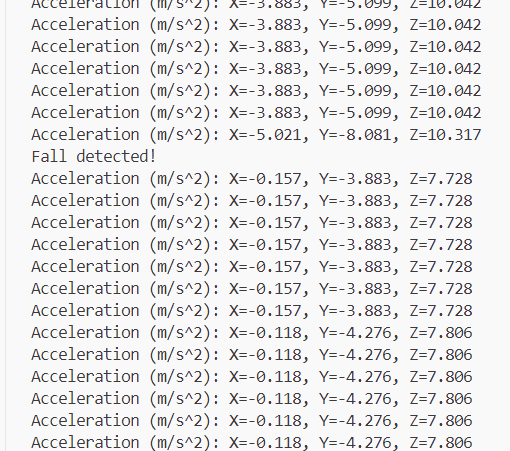 Acceleration (m/s^2): X=-3.883, Y=-5.099, Z=10.042
Acceleration (m/s^2): X=-3.883, Y=-5.099, Z=10.042
Acceleration (m/s^2): X=-3.883, Y=-5.099, Z=10.042
Acceleration (m/s^2): X=-3.883, Y=-5.099, Z=10.042
Acceleration (m/s^2): X=-3.883, Y=-5.099, Z=10.042
Acceleration (m/s^2): X=-3.883, Y=-5.099, Z=10.042
Acceleration (m/s^2): X=-5.021, Y=-8.081, Z=10.317
Fall detected!
Acceleration (m/s^2): X=-0.157, Y=-3.883, Z=7.728
Acceleration (m/s^2): X=-0.157, Y=-3.883, Z=7.728
Acceleration (m/s^2): X=-0.157, Y=-3.883, Z=7.728
Acceleration (m/s^2): X=-0.157, Y=-3.883, Z=7.728
Acceleration (m/s^2): X=-0.157, Y=-3.883, Z=7.728
Acceleration (m/s^2): X=-0.157, Y=-3.883, Z=7.728
Acceleration (m/s^2): X=-0.157, Y=-3.883, Z=7.728
Acceleration (m/s^2): X=-0.118, Y=-4.276, Z=7.806
Acceleration (m/s^2): X=-0.118, Y=-4.276, Z=7.806
Acceleration (m/s^2): X=-0.118, Y=-4.276, Z=7.806
Acceleration (m/s^2): X=-0.118, Y=-4.276, Z=7.806
Acceleration (m/s^2): X=-0.118, Y=-4.276, Z=7.806
Acceleration (m/s^2): X=-0.118, Y=-4.276, Z=7.806